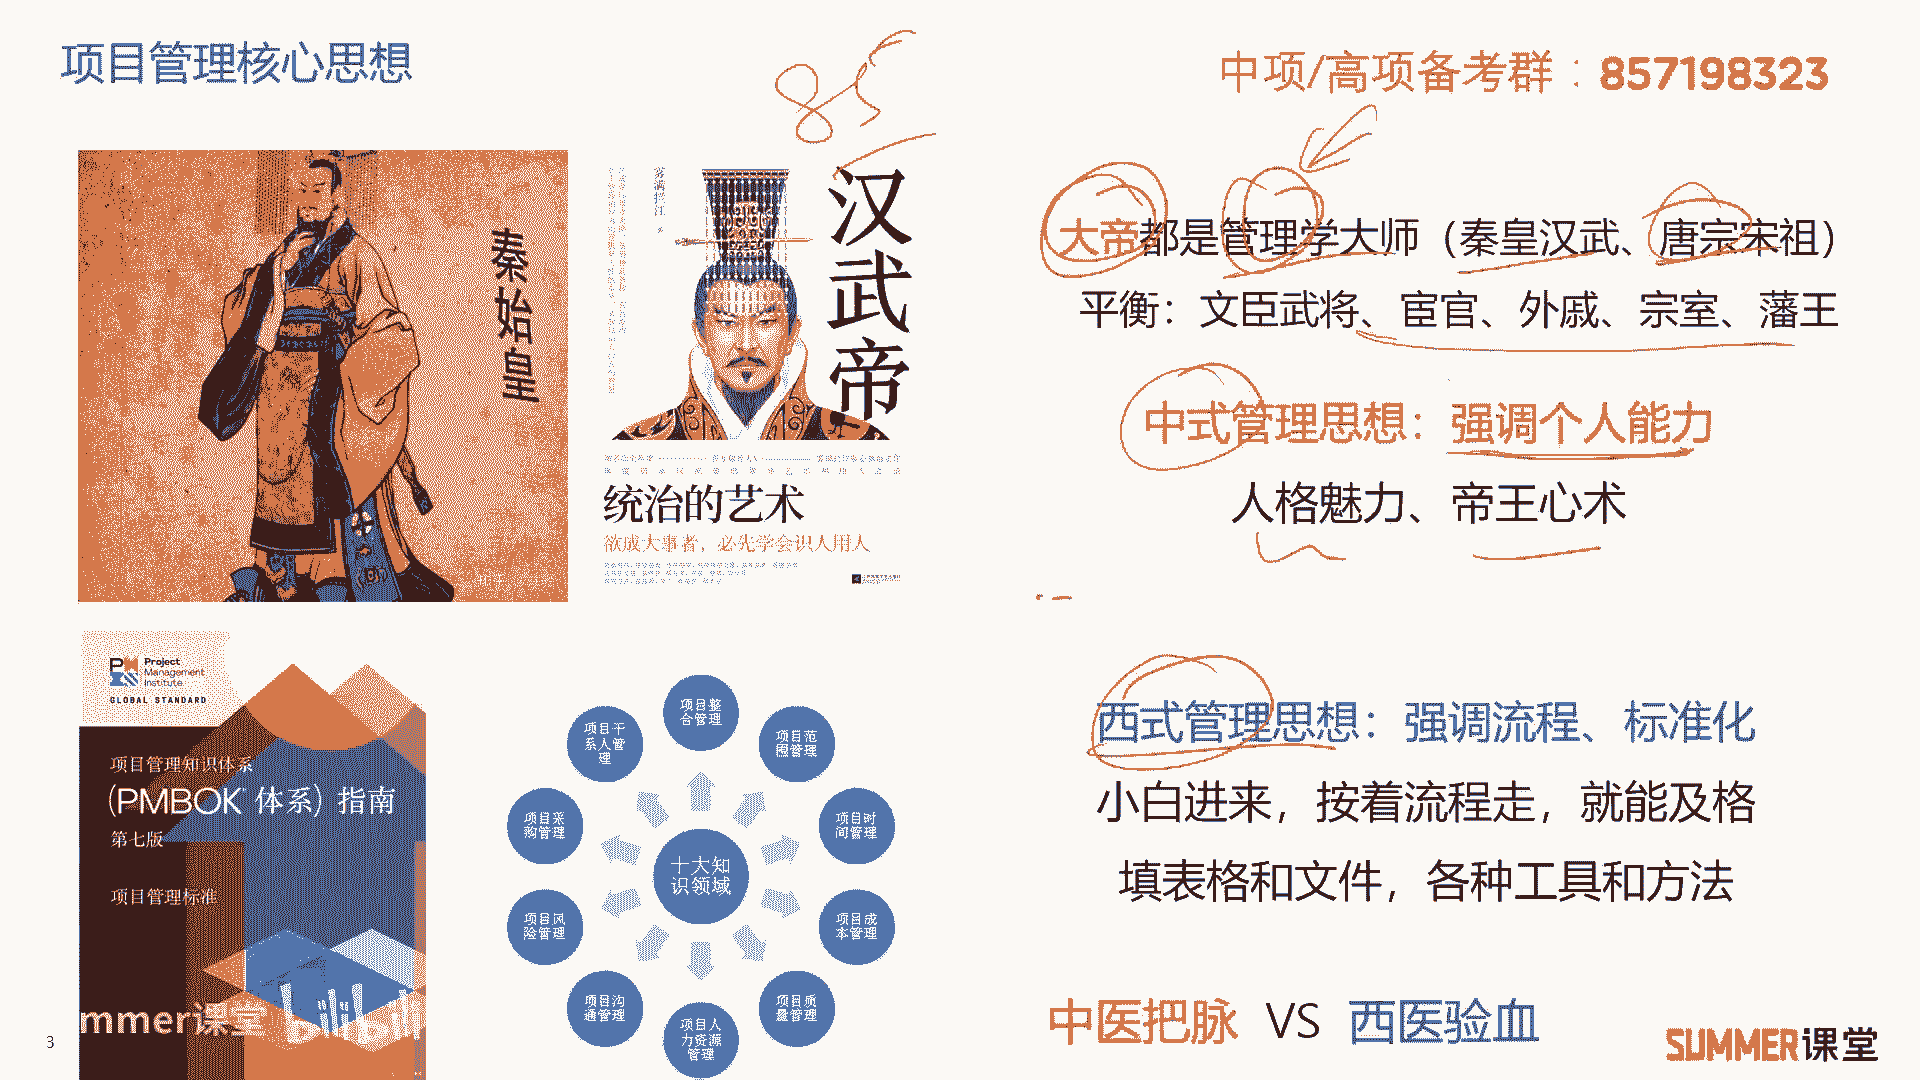 项目管理核心思想
中项/高项备考群：857198323
85
秦
始
皇
雾满拦江
汉
武
帝
统治的艺术
欲成大事者，必先学会识人用人
大帝都是管理学大师（秦皇汉武、唐宗宋祖）
平衡：文臣武将、宦官、外戚、宗室、藩王
中式管理思想：强调个人能力
人格魅力、帝王心术
Project
Management
Institute
GLOBAL STANDARD
项目管理知识体系
(PMBOK 体系) 指南
第七版
项目管理标准
mmer课堂
十大知
识领域
项目整
合管理
项目范
围管理
项目时
间管理
项目成
本管理
项目质
量管理
项目人
力资源
管理
项目沟
通管理
项目风
险管理
项目采
购管理
项目干
系人管
理
西式管理思想：强调流程、标准化
小白进来，按着流程走，就能及格
填表格和文件，各种工具和方法
中医把脉 VS 西医验血
3
SUMMER课堂